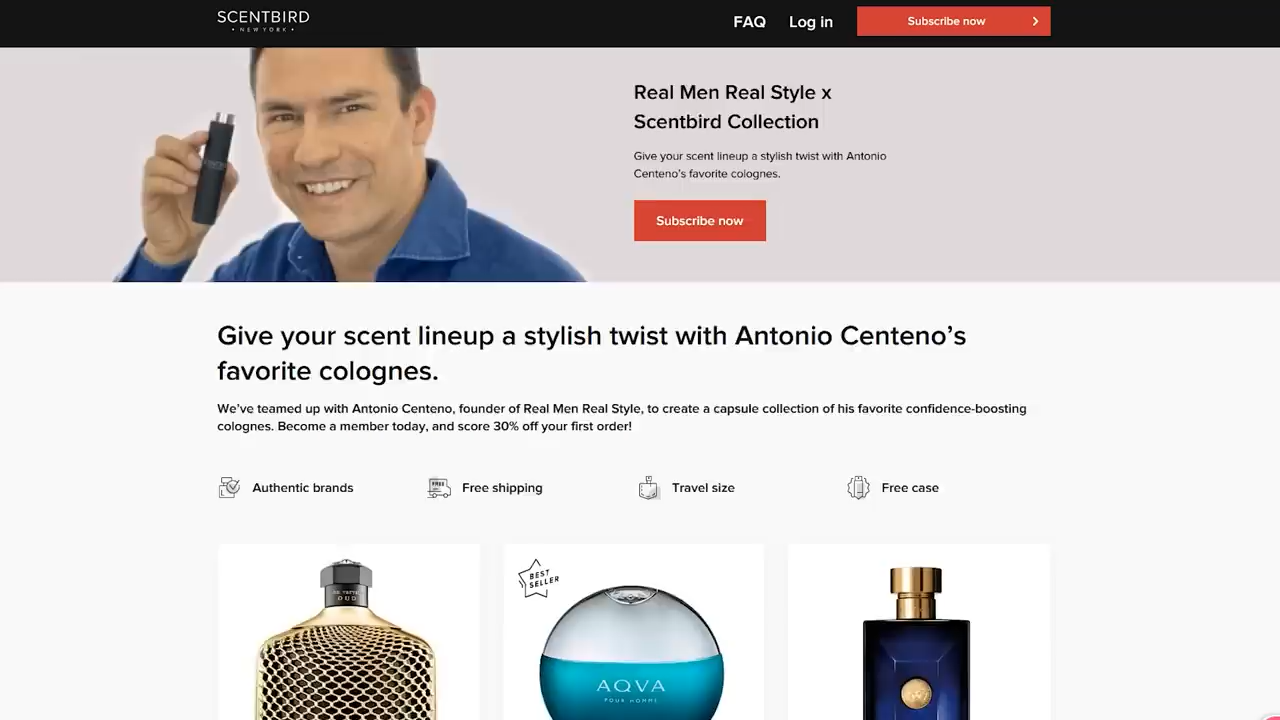 SCENTBIRD
• NEW YORK •
FAQ
Log in
Subscribe now
Real Men Real Style x
Scentbird Collection
Give your scent lineup a stylish twist with Antonio
Centeno's favorite colognes.
Subscribe now
Give your scent lineup a stylish twist with Antonio Centeno’s
favorite colognes.
We’ve teamed up with Antonio Centeno, founder of Real Men Real Style, to create a capsule collection of his favorite confidence-boosting
colognes. Become a member today, and score 30% off your first order!
Authentic brands
FREE
Free shipping
Travel size
Free case
OUD
BEST
SELLER
AQVA
POUR HOMME